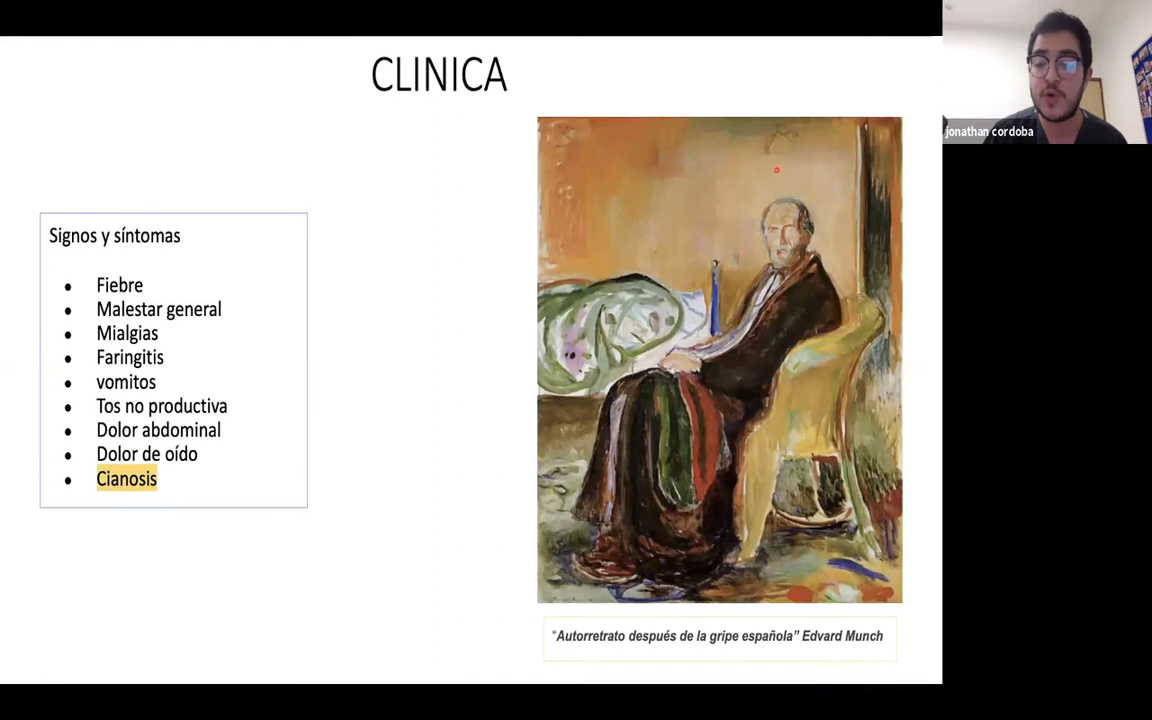 CLINICA
jonathan cordoba
Signos y síntomas
• Fiebre
• Malestar general
• Mialgias
• Faringitis
• vomitos
• Tos no productiva
• Dolor abdominal
• Dolor de oído
• Cianosis
“Autorretrato después de la gripe española” Edvard Munch